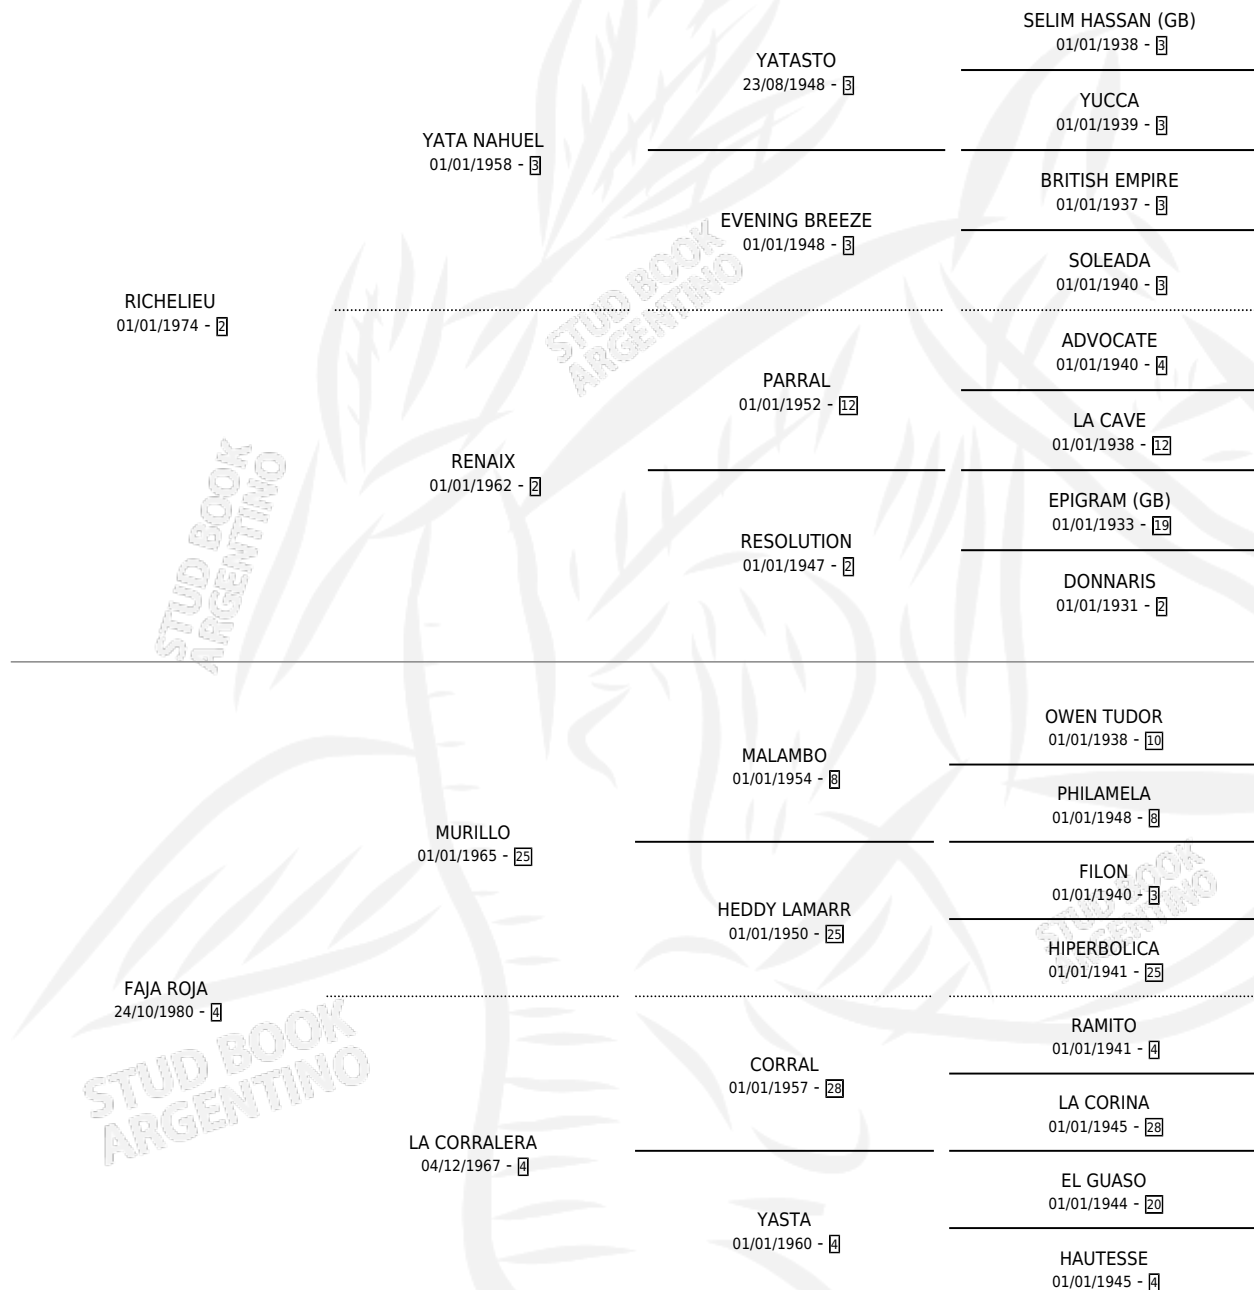 SELIM HASSAN (GB)
01/01/1938 - 3
YATASTO
23/08/1948 - 3
YUCCA
01/01/1939 - 3
YATA NAHUEL
01/01/1958 - 3
BRITISH EMPIRE
01/01/1937 - 3
EVENING BREEZE
01/01/1948 - 3
SOLEADA
01/01/1940 - 3
RICHELIEU
01/01/1974 - 2
ADVOCATE
01/01/1940 - 4
PARRAL
01/01/1952 - 12
LA CAVE
01/01/1938 - 12
RENAIX
01/01/1962 - 2
EPIGRAM (GB)
01/01/1933 - 19
RESOLUTION
01/01/1947 - 2
DONNARIS
01/01/1931 - 2
OWEN TUDOR
01/01/1938 - 10
MALAMBO
01/01/1954 - 8
PHILAMELA
01/01/1948 - 8
MURILLO
01/01/1965 - 25
FILON
01/01/1940 - 3
HEDDY LAMARR
01/01/1950 - 25
HIPERBOLICA
01/01/1941 - 25
FAJA ROJA
24/10/1980 - 4
RAMITO
01/01/1941 - 4
CORRAL
01/01/1957 - 28
LA CORINA
01/01/1945 - 28
LA CORRALERA
04/12/1967 - 4
EL GUASO
01/01/1944 - 20
YASTA
01/01/1960 - 4
HAUTESSE
01/01/1945 - 4
STUD BOOK
ARGENTINO
STUD BOOK
ARGENTINO
STUD BOOK
ARGENTINO
STUD BOOK
ARGENTINO